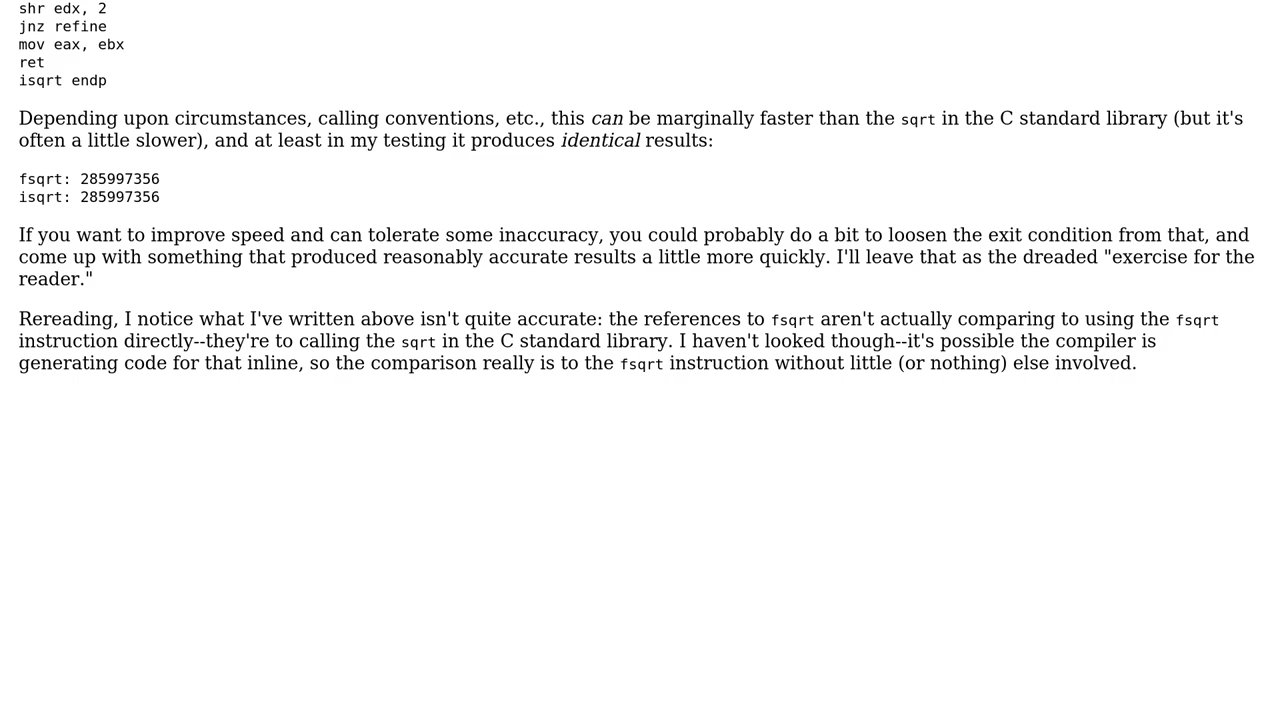 shr edx, 2
jnz refine
mov eax, ebx
ret
isqrt endp
Depending upon circumstances, calling conventions, etc., this can be marginally faster than the sqrt in the C standard library (but it's
often a little slower), and at least in my testing it produces identical results:
fsqrt: 285997356
isqrt: 285997356
If you want to improve speed and can tolerate some inaccuracy, you could probably do a bit to loosen the exit condition from that, and
come up with something that produced reasonably accurate results a little more quickly. I'll leave that as the dreaded "exercise for the
reader."
Rereading, I notice what I've written above isn't quite accurate: the references to fsqrt aren't actually comparing to using the fsqrt
instruction directly--they're to calling the sqrt in the C standard library. I haven't looked though--it's possible the compiler is
generating code for that inline, so the comparison really is to the fsqrt instruction without little (or nothing) else involved.